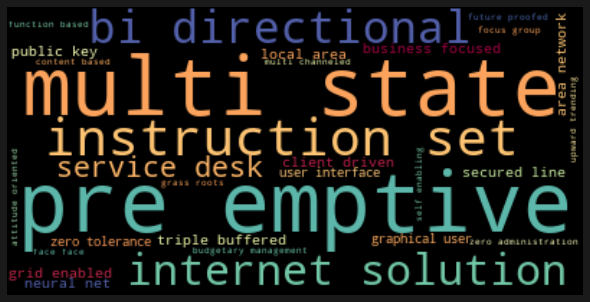 function based
bi directional
future proofed
focus group
public key
local area
business focused
content based
multi channeled
area network
multi state
upward trending
instruction set
service desk
client driven
user interface
secured line
grass roots
self enabling
attitude oriented
pre emptive
zero tolerance
triple buffered
graphical user
zero administration
face face
budgetary management
grid enabled
internet solution
neural net